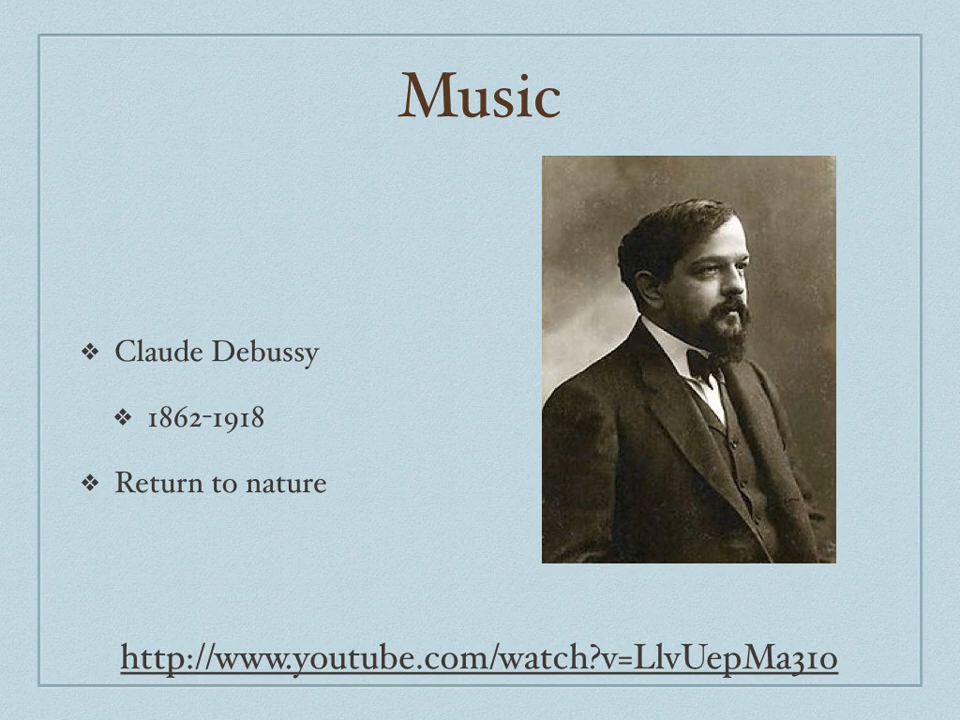 Music
❖ Claude Debussy
❖ 1862-1918
❖ Return to nature
http://www.youtube.com/watch?v=LlvUepMa31o